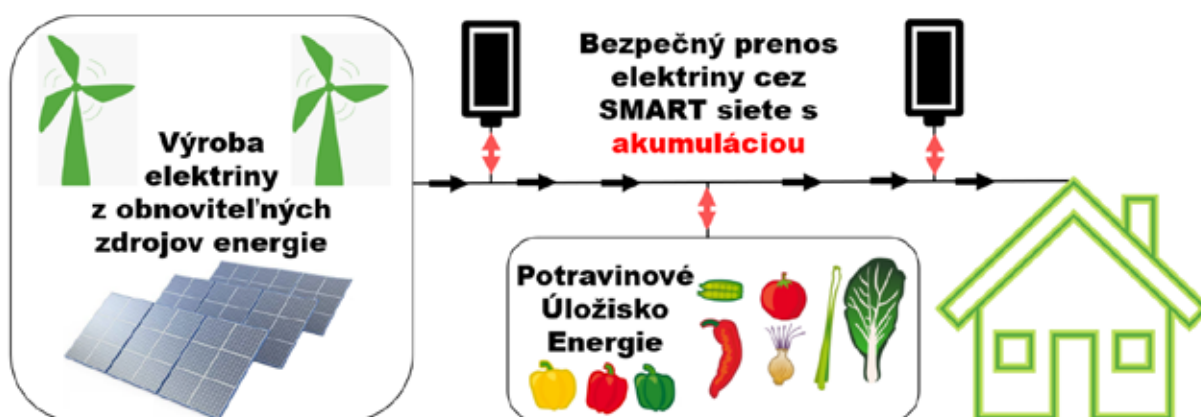 Výroba
elektriny
z obnoviteľných
zdrojov energie
Bezpečný prenos
elektriny cez
SMART siete s
akumuláciou
Potravinové
Úložisko
Energie